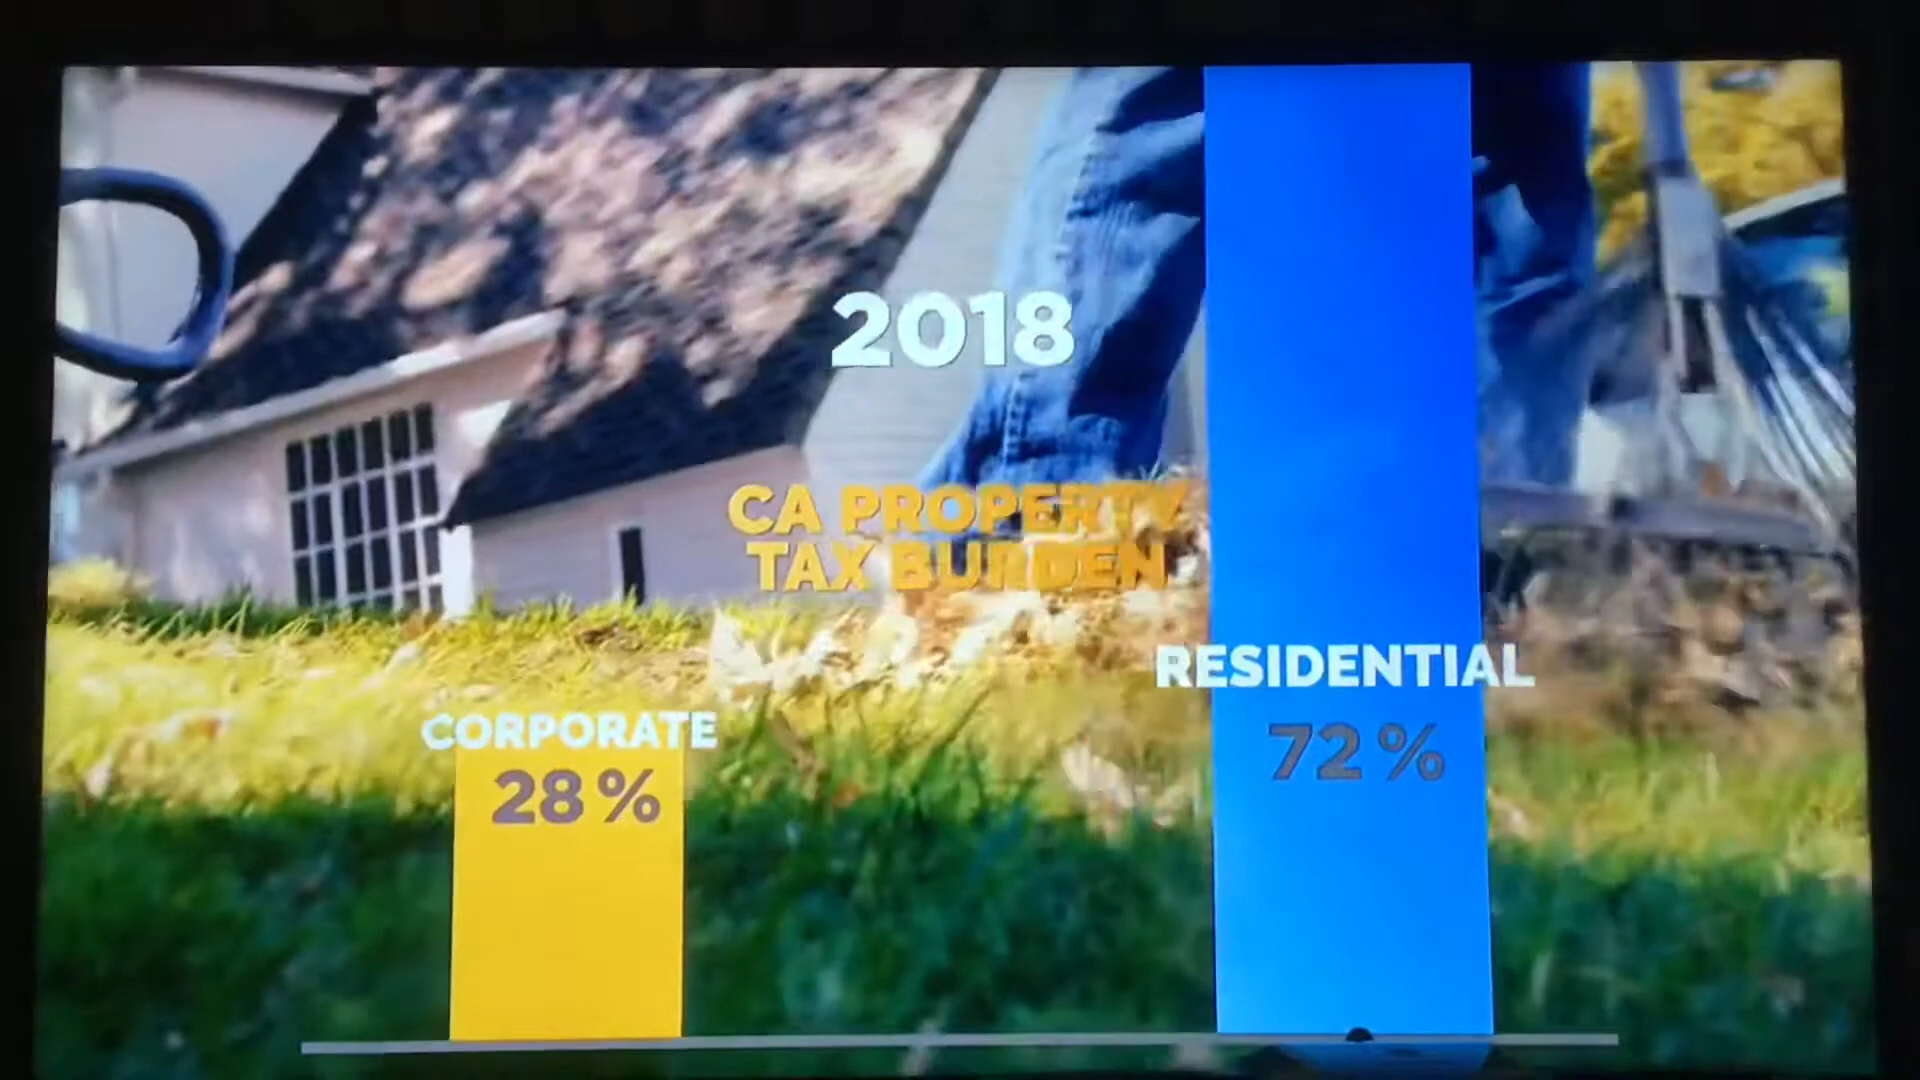 2018
CA PROPERTY
TAX BURDEN
RESIDENTIAL
72%
CORPORATE
28%